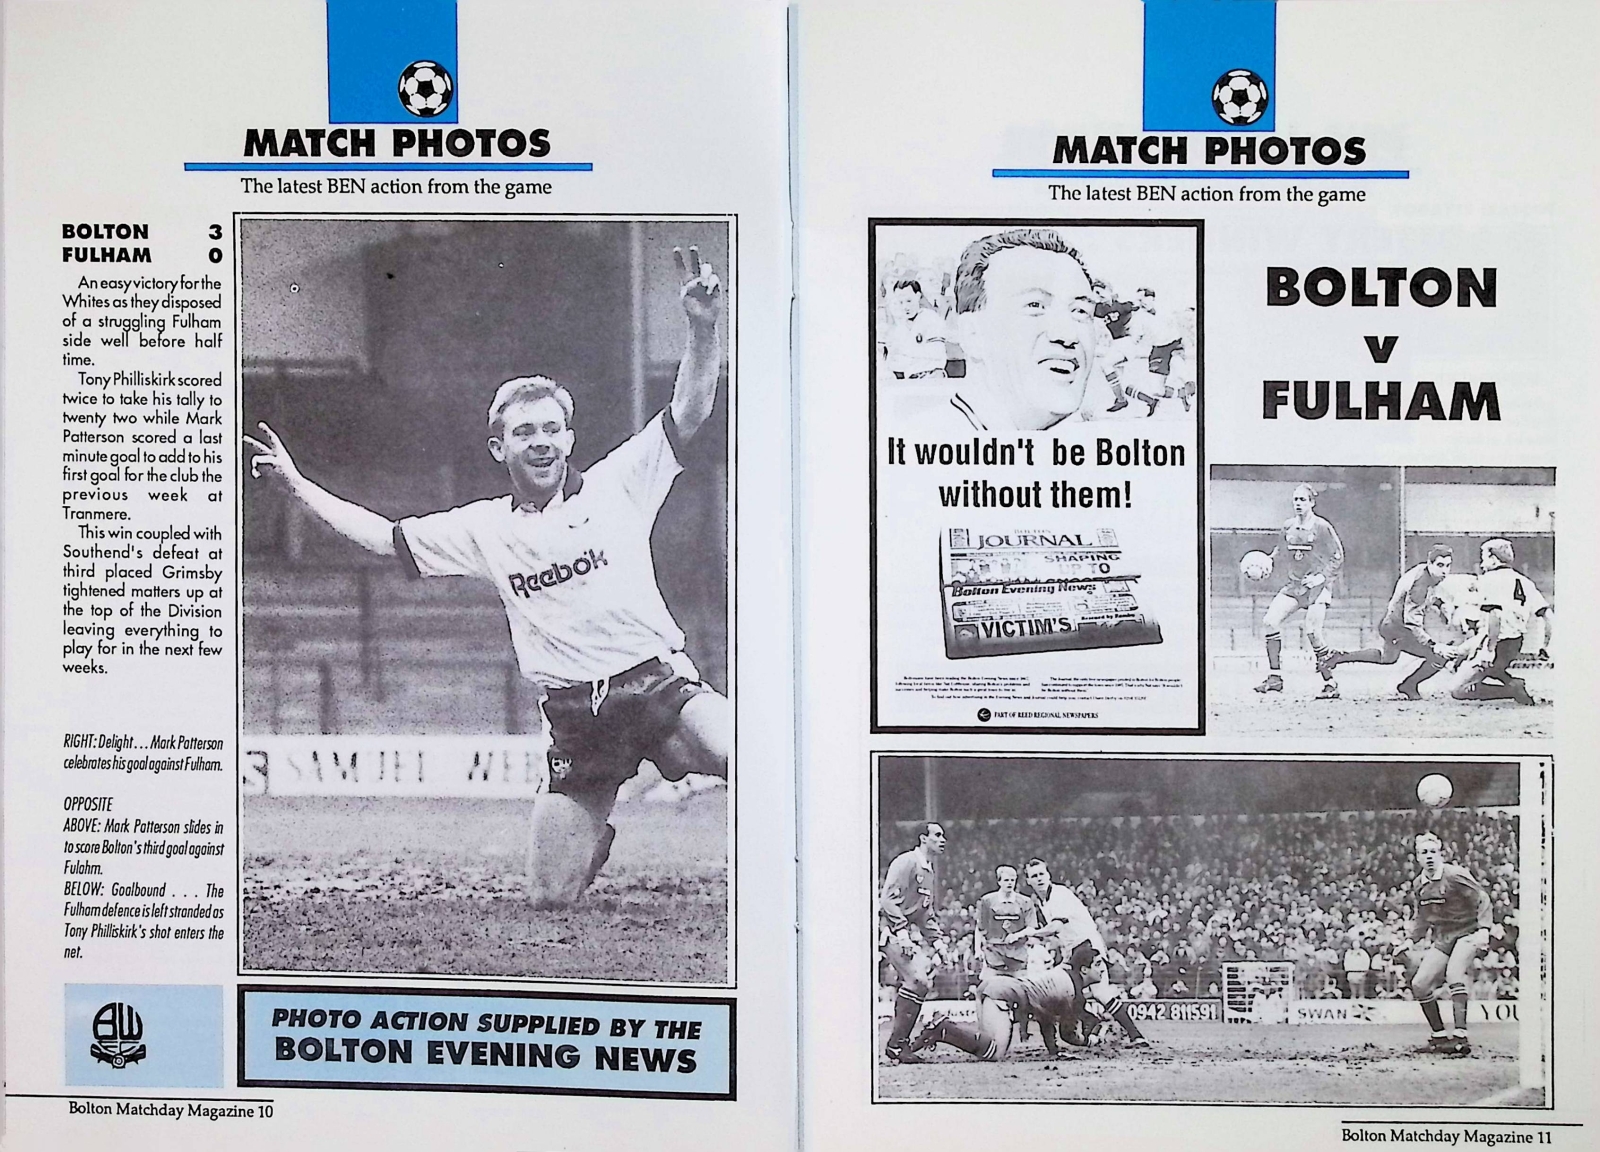 MATCH PHOTOS
The latest BEN action from the game
BOLTON 3
FULHAM 0
An easy victory for the
Whites as they disposed
of a struggling Fulham
side well before half
time.
Tony Philliskirk scored
twice to take his tally to
twenty two while Mark
Patterson scored a last
minute goal to add to his
first goal for the club the
previous week at
Tranmere.
This win coupled with
Southend's defeat at
third placed Grimsby
tightened matters up at
the top of the Division
leaving everything to
play for in the next few
weeks.
RIGHT: Delight... Mark Patterson
celebrates his goal against Fulham.
OPPOSITE
ABOVE: Mark Patterson slides in
to score Bolton's third goal against
Fulahm.
BELOW: Goalbound . . . The
Fulham defence is left stranded as
Tony Philliskirk's shot enters the
net.
Reebok
SAMUEL WEB
BW
PHOTO ACTION SUPPLIED BY THE
BOLTON EVENING NEWS
Bolton Matchday Magazine 10
MATCH PHOTOS
The latest BEN action from the game
It wouldn't be Bolton
without them!
BOLTON
JOURNAL
SHAPING
UP TO
Bolton Evening News
VICTIM'S
PART OF REED REGIONAL NEWSPAPERS
BOLTON
v
FULHAM
4
0942 811591
SWAN
YOU
Bolton Matchday Magazine 11